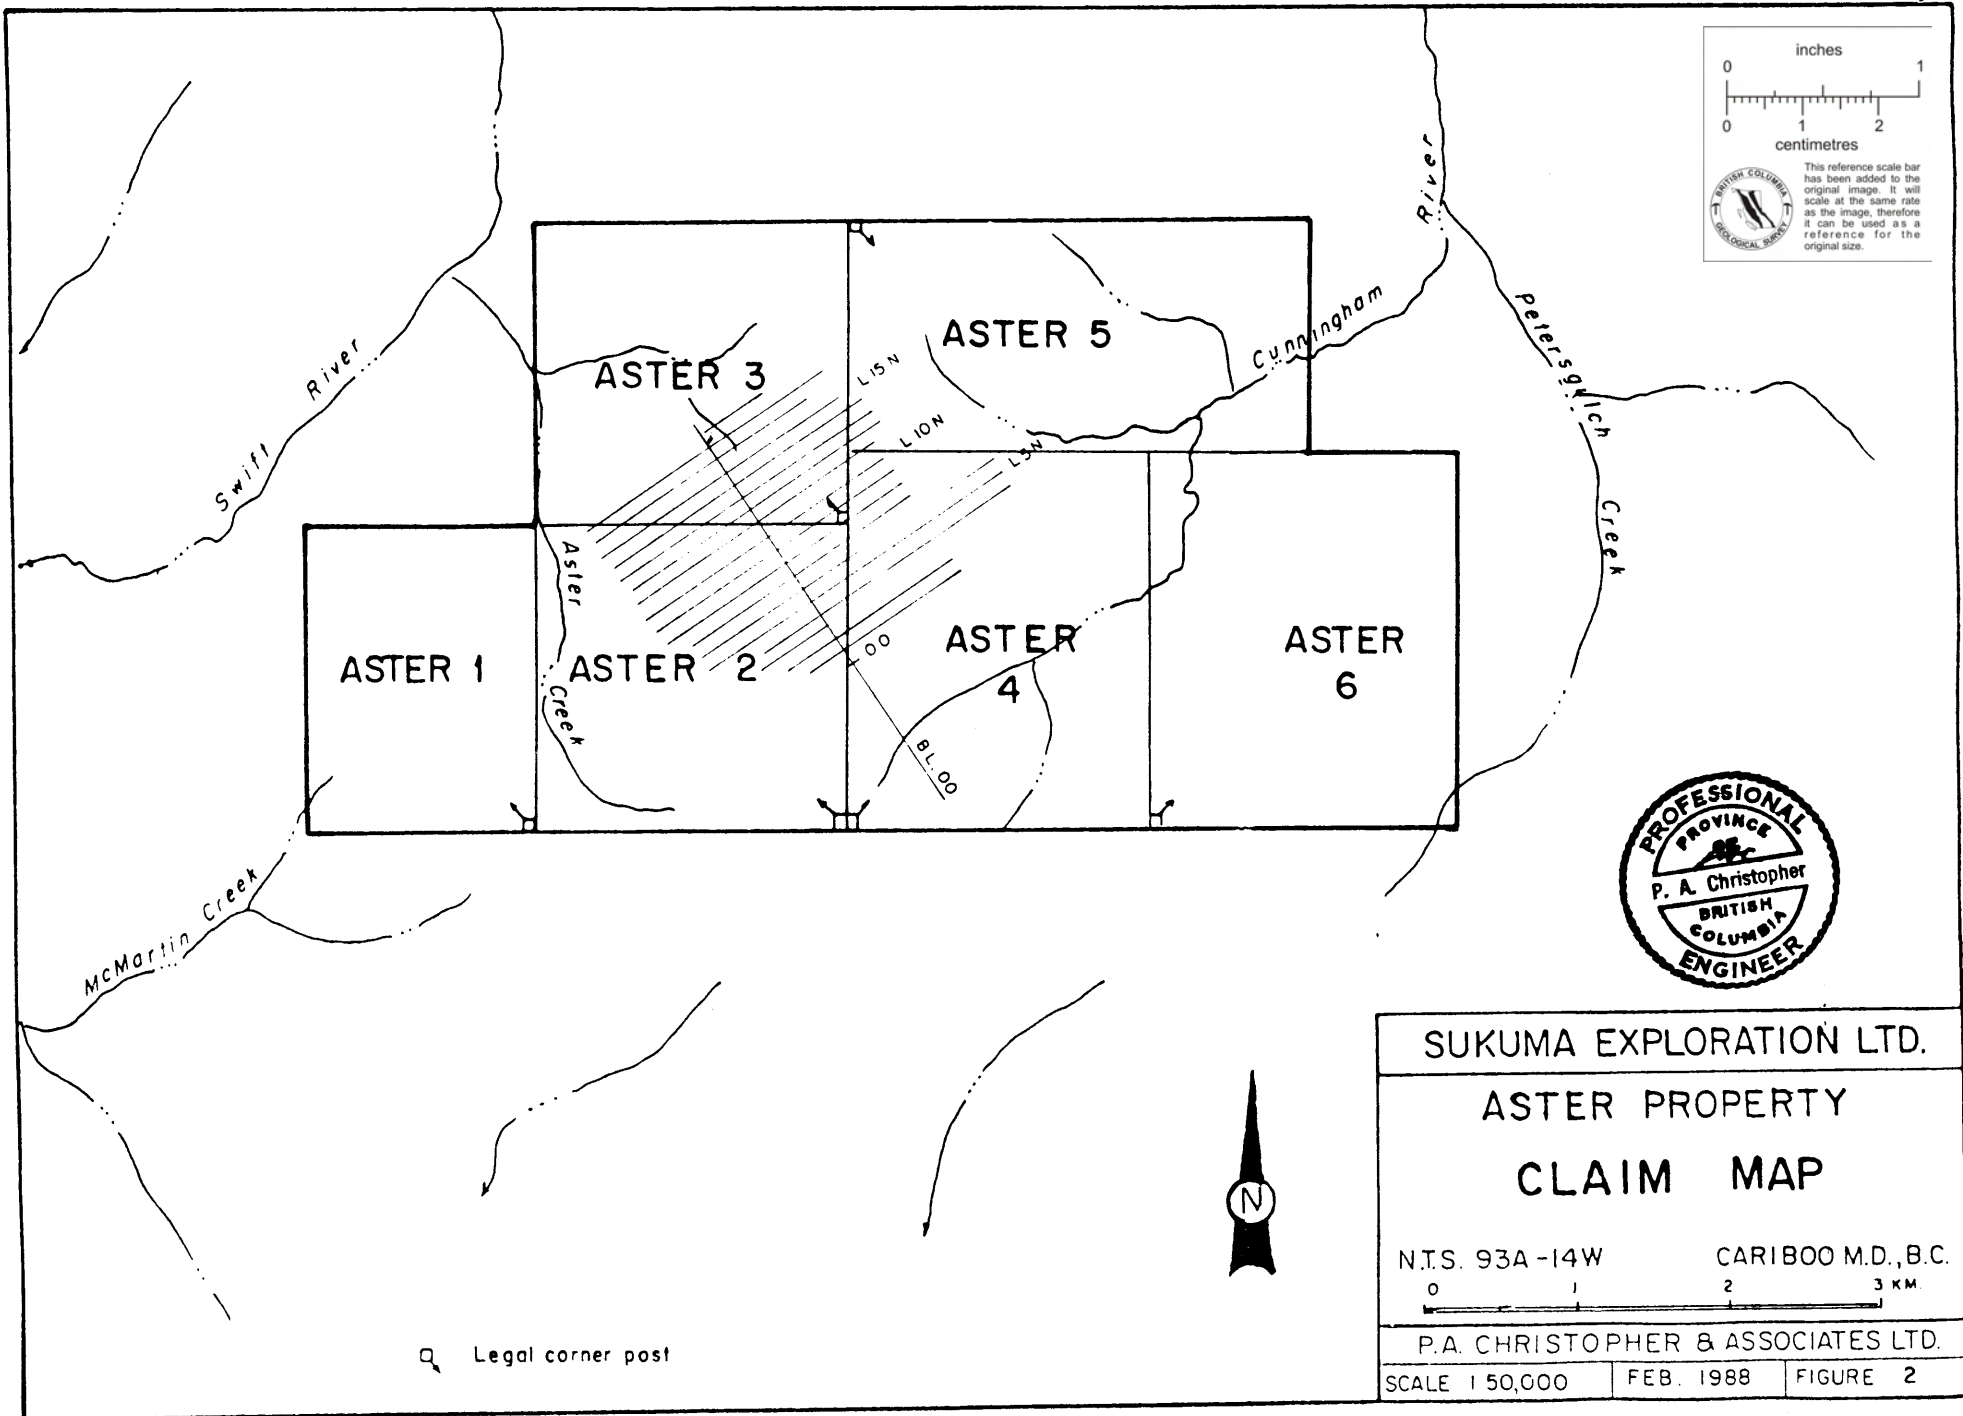 inches
0 1
0 1 2
centimetres
This reference scale bar
has been added to the
original image. It will
scale at the same rate
as the image, therefore
it can be used as a
reference for the
original size.
BRITISH COLUMBIA
GEOLOGICAL SURVEY
River
Cunningham
Petersgulch
Creek
Swift River
ASTER 5
ASTER 3
L 15 N
L 10 N
L 5 N
Aster
Creek
00
ASTER 1
ASTER 2
ASTER
4
ASTER
6
B L. 00
McMartin Creek
PROFESSIONAL
PROVINCE
OF
P. A. Christopher
BRITISH
COLUMBIA
ENGINEER
N
Legal corner post
SUKUMA EXPLORATION LTD.
ASTER PROPERTY
CLAIM MAP
N.T.S. 93A-14W CARIBOO M.D., B.C.
0 1 2 3 KM.
P.A. CHRISTOPHER & ASSOCIATES LTD.
SCALE 1 50,000 FEB. 1988 FIGURE 2